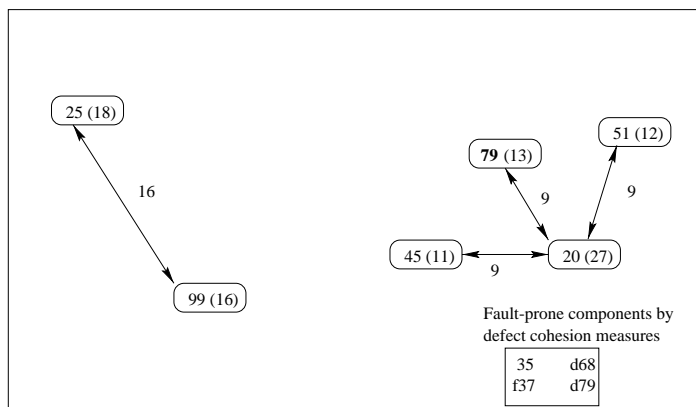 25 (18)
51 (12)
79 (13)
16
9
9
45 (11)
20 (27)
9
99 (16)
Fault-prone components by
defect cohesion measures
35 d68
f37 d79